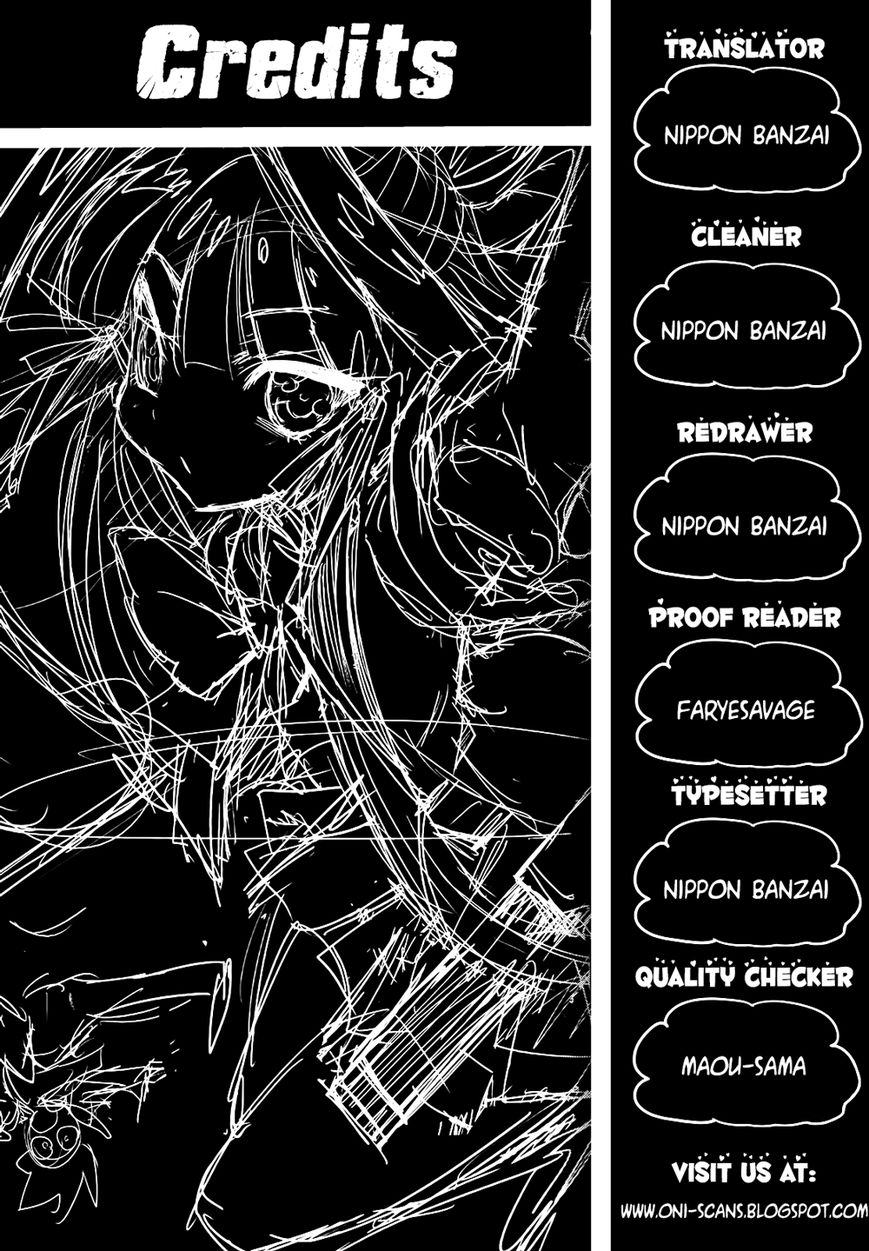 Credits
TRANSLATOR
NIPPON BANZAI
CLEANER
NIPPON BANZAI
REDRAWER
NIPPON BANZAI
PROOF READER
FARYESAVAGE
TYPESETTER
NIPPON BANZAI
QUALITY CHECKER
MAOU-SAMA
VISIT US AT:
WWW.ONI-SCANS.BLOGSPOT.COM